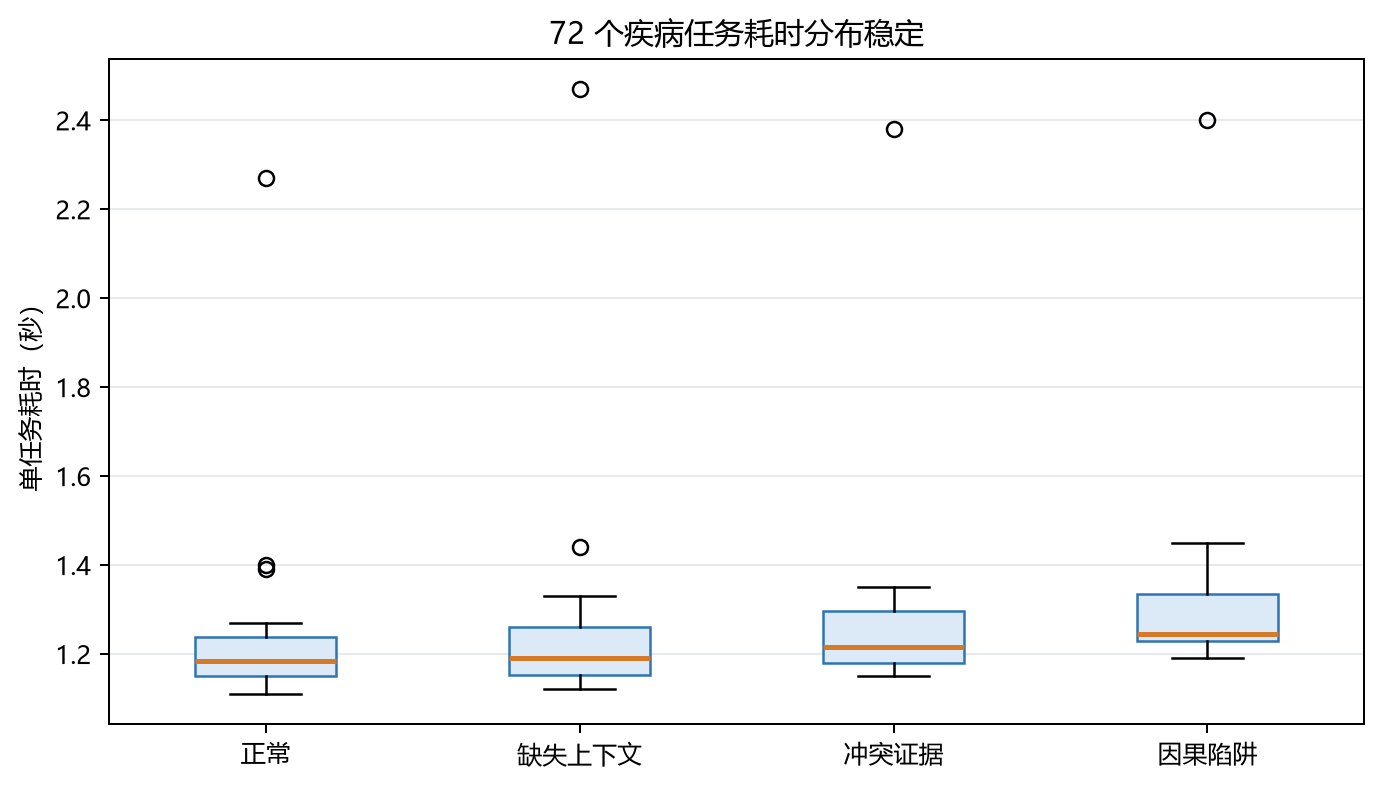 72 个疾病任务耗时分布稳定
单任务耗时（秒）
2.4
2.2
2.0
1.8
1.6
1.4
1.2
正常
缺失上下文
冲突证据
因果陷阱